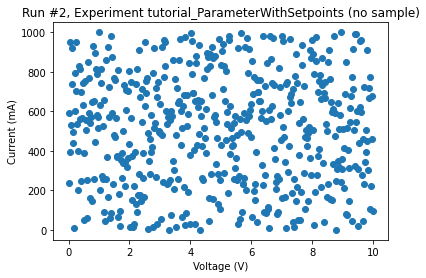 Run #2, Experiment tutorial_ParameterWithSetpoints (no sample)
1000
800
600
400
200
0
Current (mA)
0 2 4 6 8 10
Voltage (V)